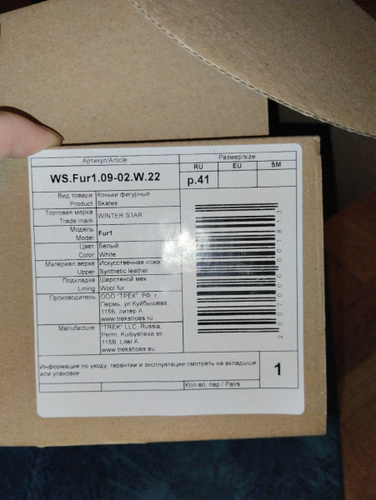 Артикул/Article
Размер/size
WS.Fur1.09-02.W.22
RU EU SM
р.41
Вид товара Коньки фигурные
Product Skates
Торговая марка WINTER STAR
Trade mark
Модель Fur1
Model
Цвет Белый
Color White
Материал верха Искусственная кожа
Upper Synthetic leather
Подкладка Шерстяной мех
Lining Wool fur
Производитель ООО "ТРЕК", РФ, г.
Пермь, ул Куйбышева
115Б, литер А
www.trekshoes.ru
Manufacture "TREK" LLC, Russia,
Perm, Kuibysheva str.
115B, Liter A
www.trekshoes.eu
Информация по уходу, гарантии и эксплуатации смотреть на вкладыше
или упаковке
1
Кол-во, пар / Pairs